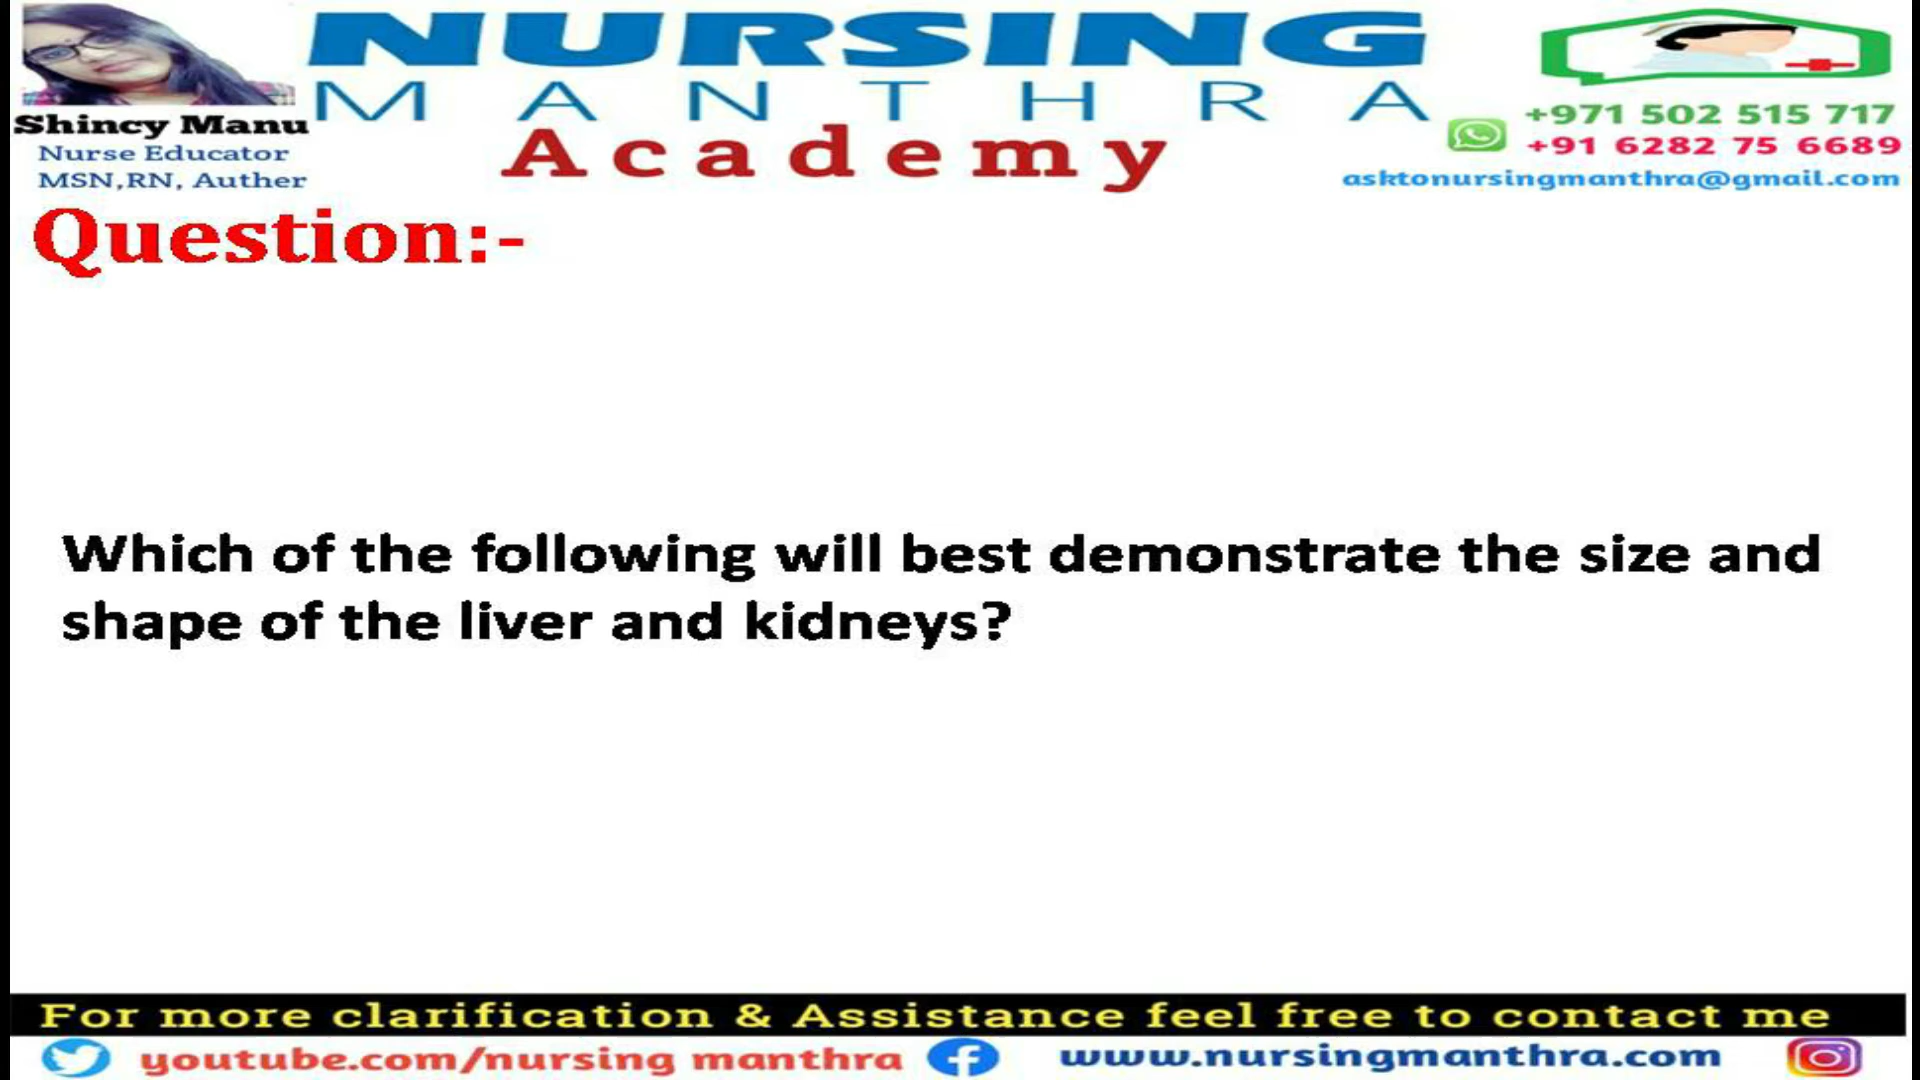 NURSING
MANTHRA
Academy
Shincy Manu
Nurse Educator
MSN,RN, Auther
+971 502 515 717
+91 6282 75 6689
asktonursingmanthra@gmail.com
Question:-
Which of the following will best demonstrate the size and
shape of the liver and kidneys?
For more clarification & Assistance feel free to contact me
youtube.com/nursing manthra
www.nursingmanthra.com